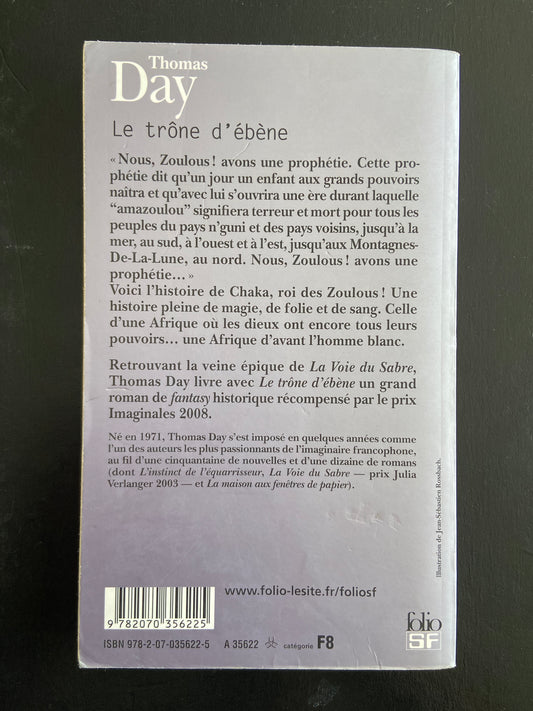 Thomas
Day
Le trône d'ébène
« Nous, Zoulous ! avons une prophétie. Cette pro-
phétie dit qu'un jour un enfant aux grands pouvoirs
naîtra et qu'avec lui s'ouvrira une ère durant laquelle
“amazoulou” signifiera terreur et mort pour tous les
peuples du pays n'guni et des pays voisins, jusqu'à la
mer, au sud, à l'ouest et à l'est, jusqu'aux Montagnes-
De-La-Lune, au nord. Nous, Zoulous ! avons une
prophétie… »
Voici l'histoire de Chaka, roi des Zoulous ! Une
histoire pleine de magie, de folie et de sang. Celle
d'une Afrique où les dieux ont encore tous leurs
pouvoirs… une Afrique d'avant l'homme blanc.
Retrouvant la veine épique de La Voie du Sabre,
Thomas Day livre avec Le trône d'ébène un grand
roman de fantasy historique récompensé par le prix
Imaginales 2008.
Né en 1971, Thomas Day s'est imposé en quelques années comme
l'un des auteurs les plus passionnants de l'imaginaire francophone,
au fil d'une cinquantaine de nouvelles et d'une dizaine de romans
(dont L'instinct de l'équarrisseur, La Voie du Sabre — prix Julia
Verlanger 2003 — et La maison aux fenêtres de papier).
Illustration de Jean-Sébastien Rossbach.
www.folio-lesite.fr/foliosf
9 782070 356225
ISBN 978-2-07-035622-5 A 35622 catégorie F8
folio
SF